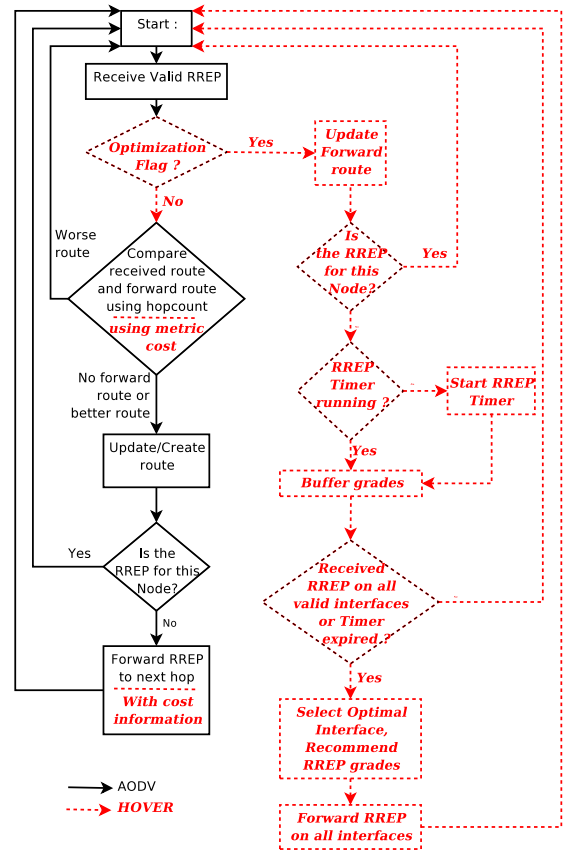 Start :
Receive Valid RREP
Optimization
Flag ?
Yes
Update
Forward
route
No
Worse
route
Compare
received route
and forward route
using hopcount
using metric
cost
Is
the RREP
for this
Node?
Yes
No forward
route or
better route
RREP
Timer
running ?
Start RREP
Timer
Update/Create
route
Yes
Buffer grades
Yes
Is the
RREP for this
Node?
No
Received
RREP on all
valid interfaces
or Timer
expired ?
Yes
Forward RREP
to next hop
With cost
information
Select Optimal
Interface,
Recommend
RREP grades
Forward RREP
on all interfaces
AODV
HOVER